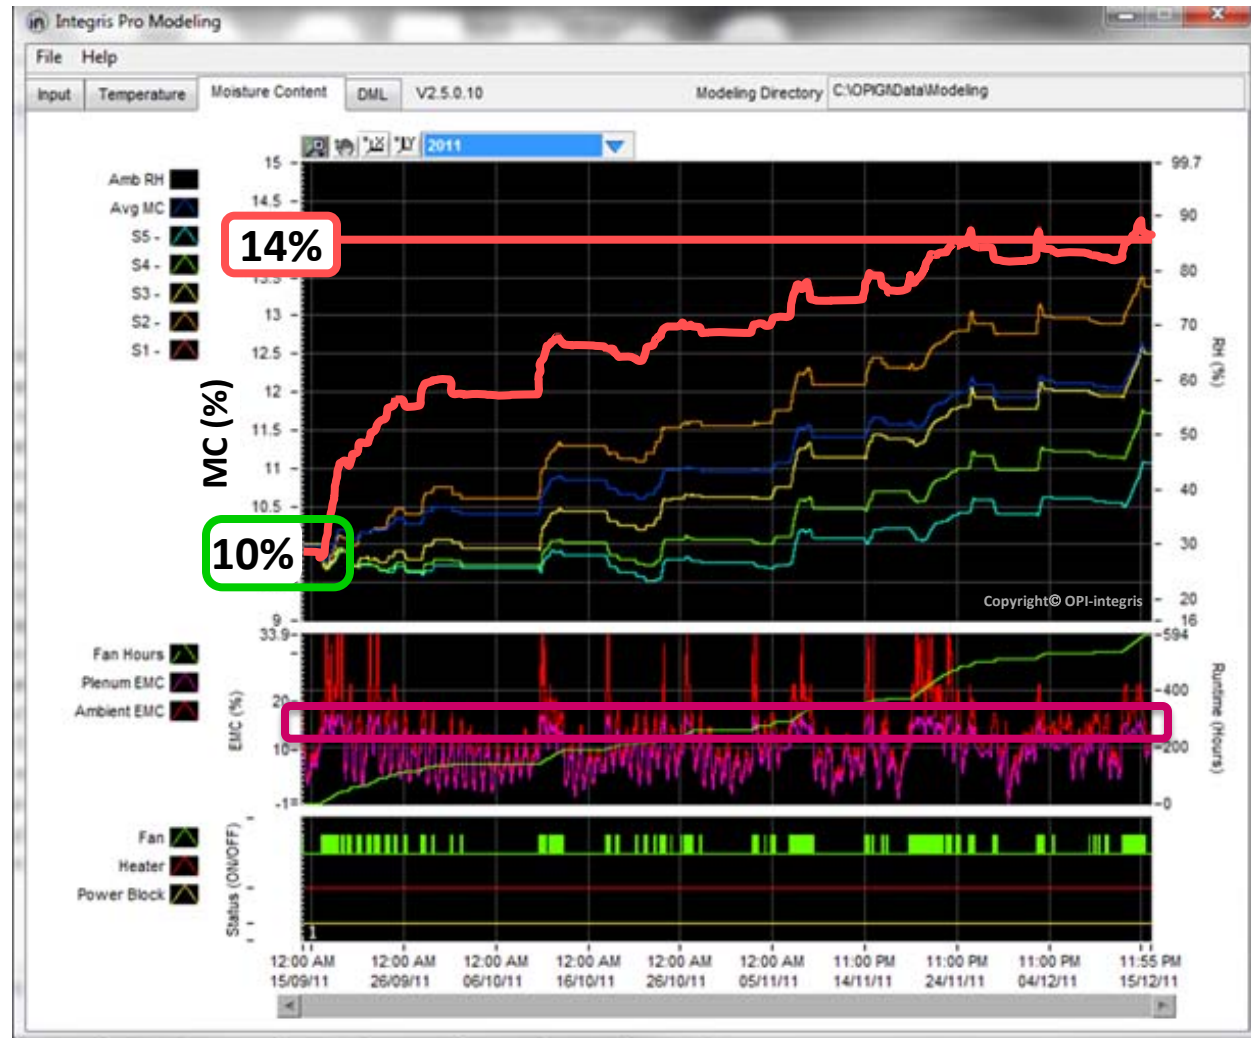 in Integris Pro Modeling
File Help
Input Temperature Moisture Content DML V2.5.0.10 Modeling Directory C:\OPIGI\Data\Modeling
2011
Amb RH
Avg MC
S5 -
S4 -
S3 -
S2 -
S1 -
MC (%)
15
14.5
14%
13.5
13
12.5
12
11.5
11
10.5
10%
9
99.7
90
80
70
60
50
40
30
20
16
RH (%)
Copyright© OPI-integris
Fan Hours
Plenum EMC
Ambient EMC
EMC (%)
33.9
20
10
-1
594
400
200
0
Runtime (Hours)
Fan
Heater
Power Block
Status (ON/OFF)
1
12:00 AM 12:00 AM 12:00 AM 12:00 AM 12:00 AM 12:00 AM 11:00 PM 11:00 PM 11:00 PM 11:55 PM
15/09/11 26/09/11 06/10/11 16/10/11 26/10/11 05/11/11 14/11/11 24/11/11 04/12/11 15/12/11